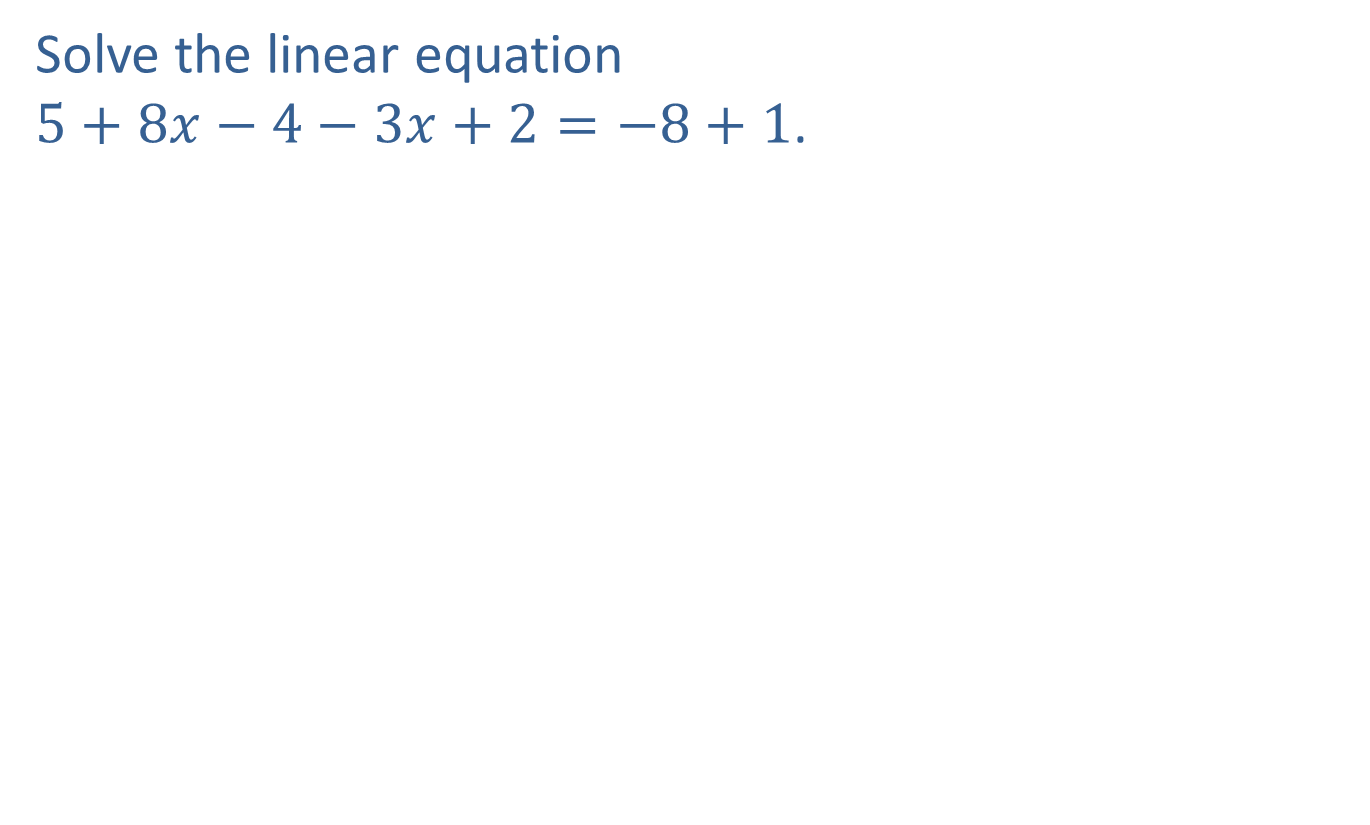 Solve the linear equation
5 + 8x − 4 − 3x + 2 = −8 + 1.